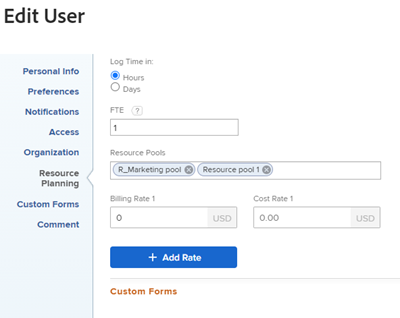 Edit User
Personal Info
Preferences
Notifications
Access
Organization
Resource
Planning
Custom Forms
Comment
Log Time in:
Hours
Days
FTE ?
1
Resource Pools
R_Marketing pool Resource pool 1
Billing Rate 1 Cost Rate 1
0 USD 0.00 USD
+ Add Rate
Custom Forms